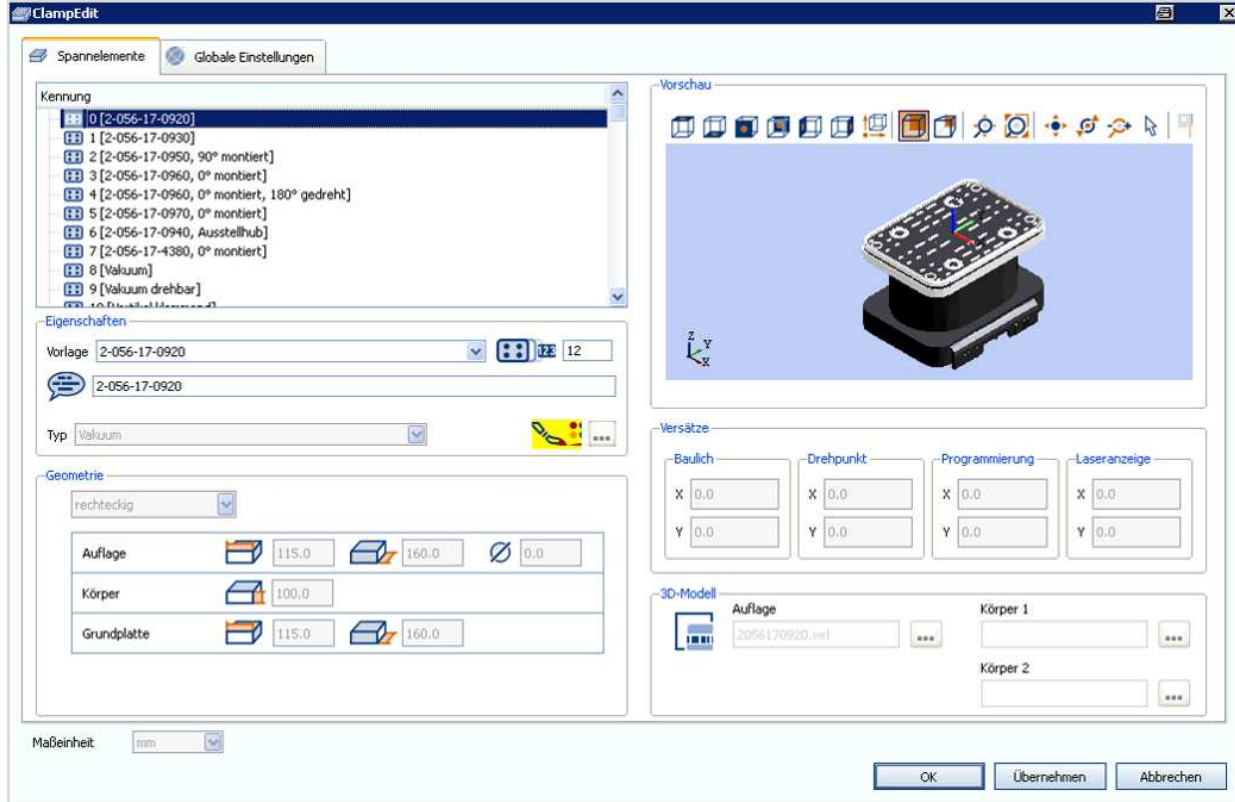 ClampEdit
Spannelemente
Globale Einstellungen
Kennung
0 [2-056-17-0920]
1 [2-056-17-0930]
2 [2-056-17-0950, 90° montiert]
3 [2-056-17-0960, 0° montiert]
4 [2-056-17-0960, 0° montiert, 180° gedreht]
5 [2-056-17-0970, 0° montiert]
6 [2-056-17-0940, Ausstellhub]
7 [2-056-17-4380, 0° montiert]
8 [Vakuum]
9 [Vakuum drehbar]
Eigenschaften
Vorlage 2-056-17-0920 123 12
2-056-17-0920
Typ Vakuum ...
Geometrie
rechteckig
Auflage 115.0 160.0 0.0
Körper 100.0
Grundplatte 115.0 160.0
Vorschau
Z
Y
X
Versätze
Baulich Drehpunkt Programmierung Laseranzeige
X 0.0 X 0.0 X 0.0 X 0.0
Y 0.0 Y 0.0 Y 0.0 Y 0.0
3D-Modell
Auflage Körper 1
2056170920.vel ... ...
Körper 2
...
Maßeinheit mm
OK Übernehmen Abbrechen